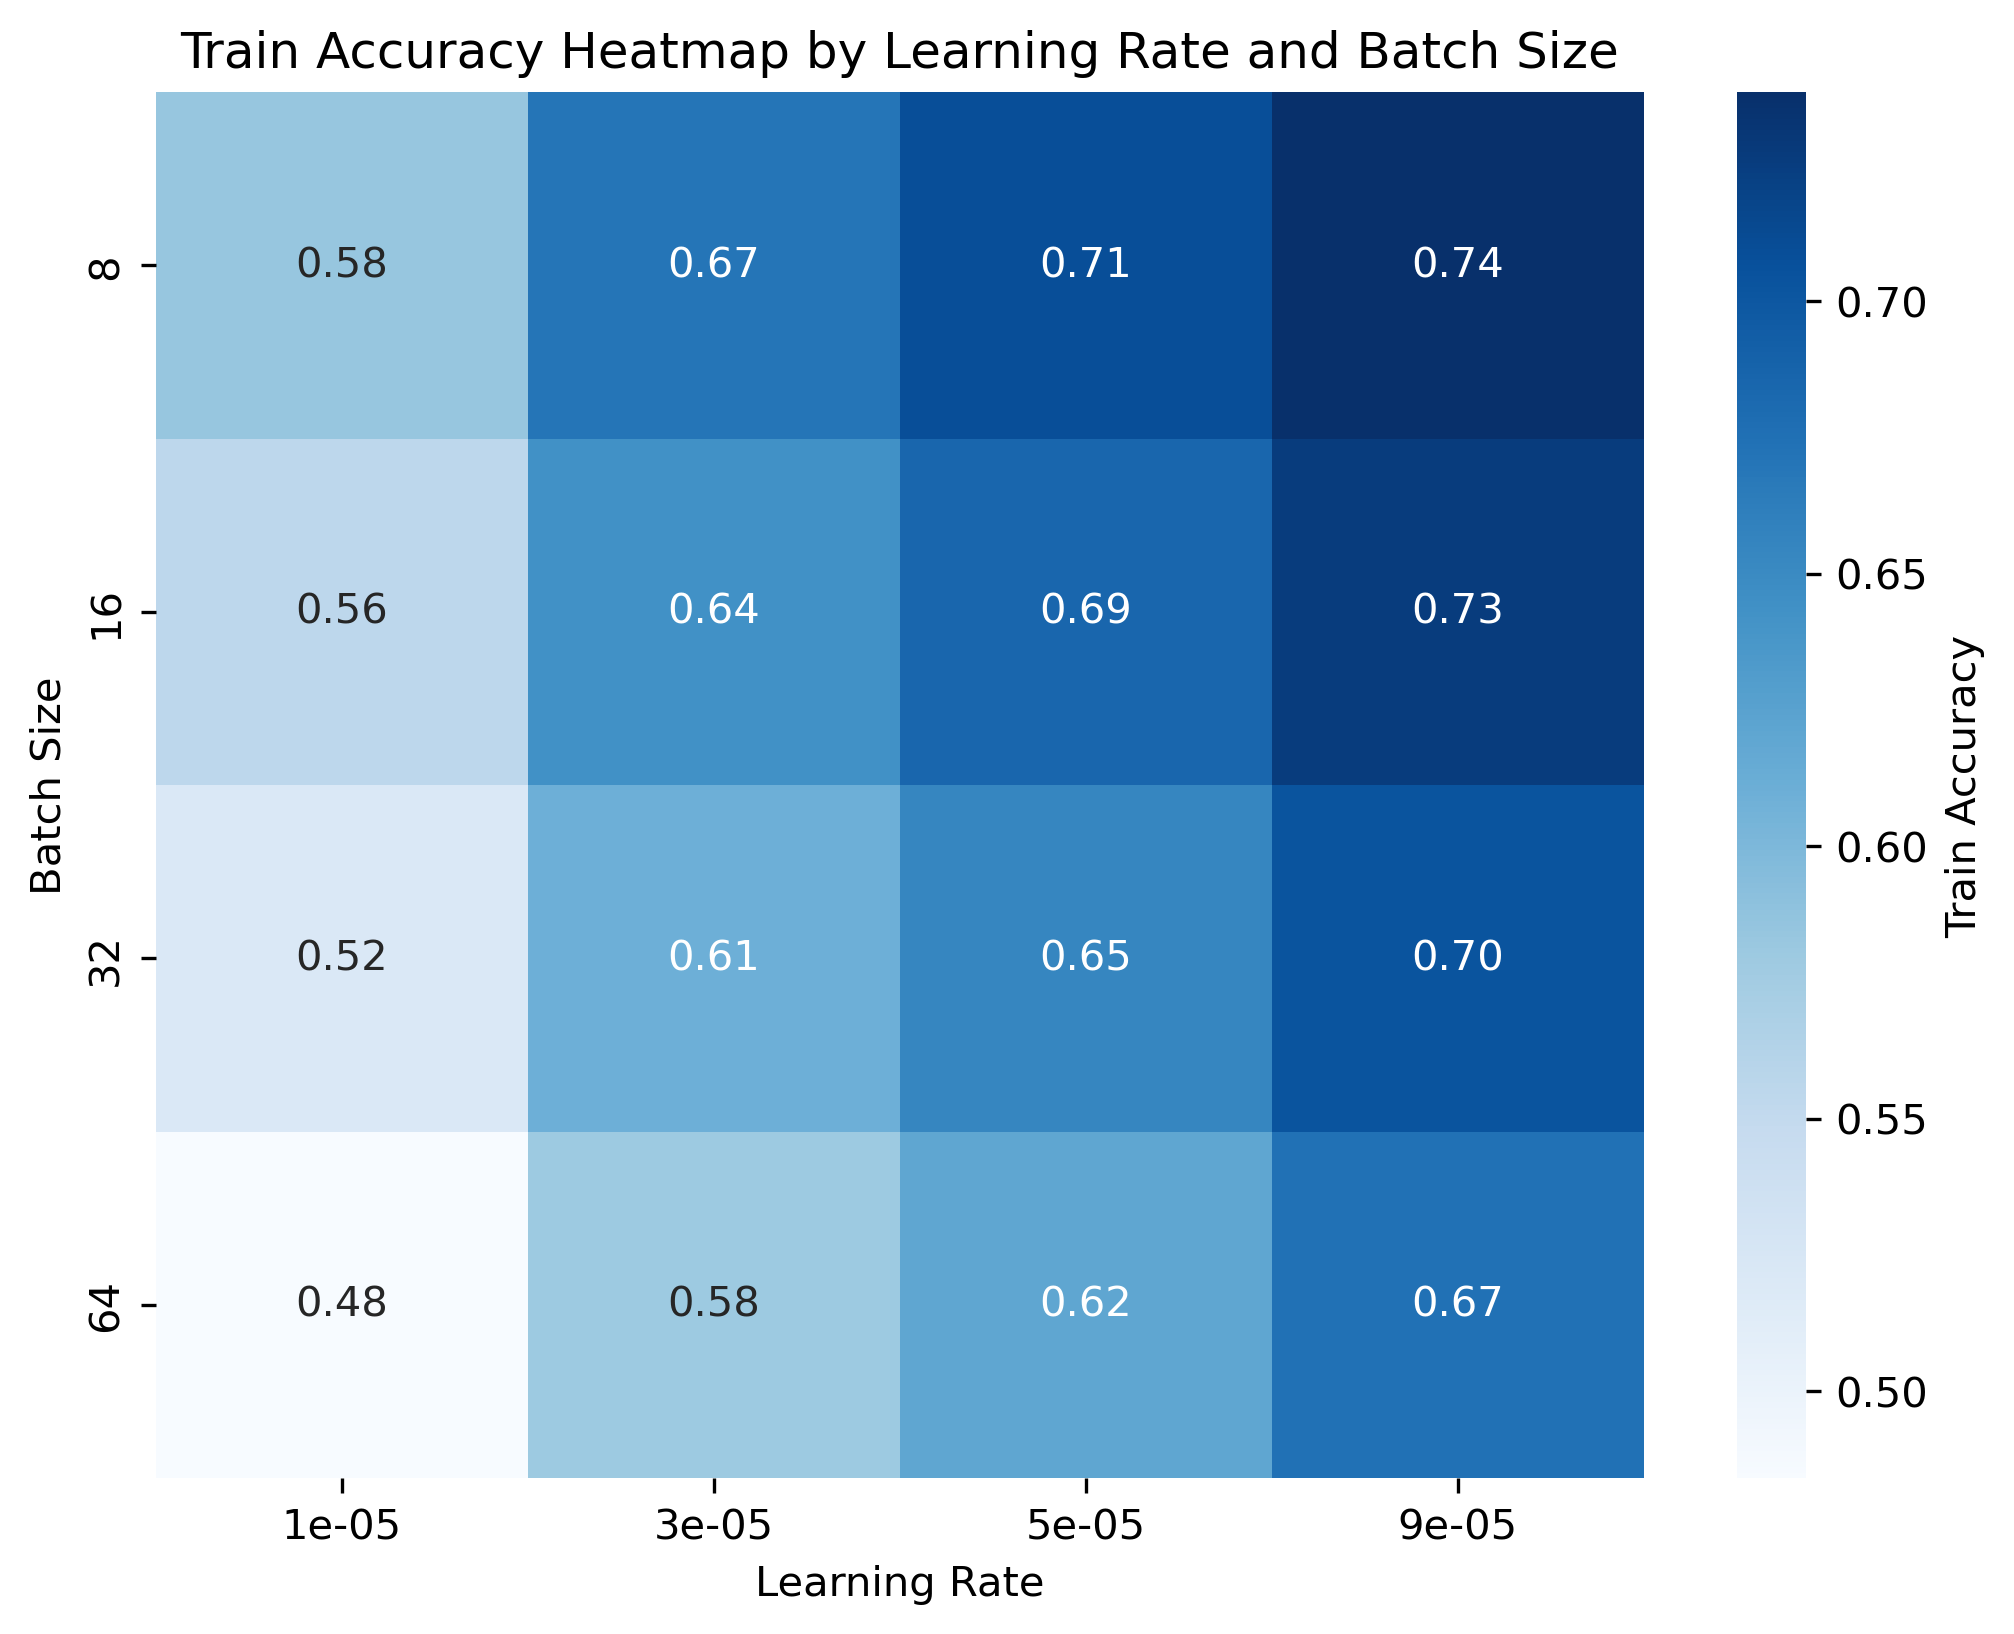 Train Accuracy Heatmap by Learning Rate and Batch Size
Batch Size
8
0.58 0.67 0.71 0.74
16
0.56 0.64 0.69 0.73
32
0.52 0.61 0.65 0.70
64
0.48 0.58 0.62 0.67
1e-05 3e-05 5e-05 9e-05
Learning Rate
0.70
0.65
0.60
0.55
0.50
Train Accuracy